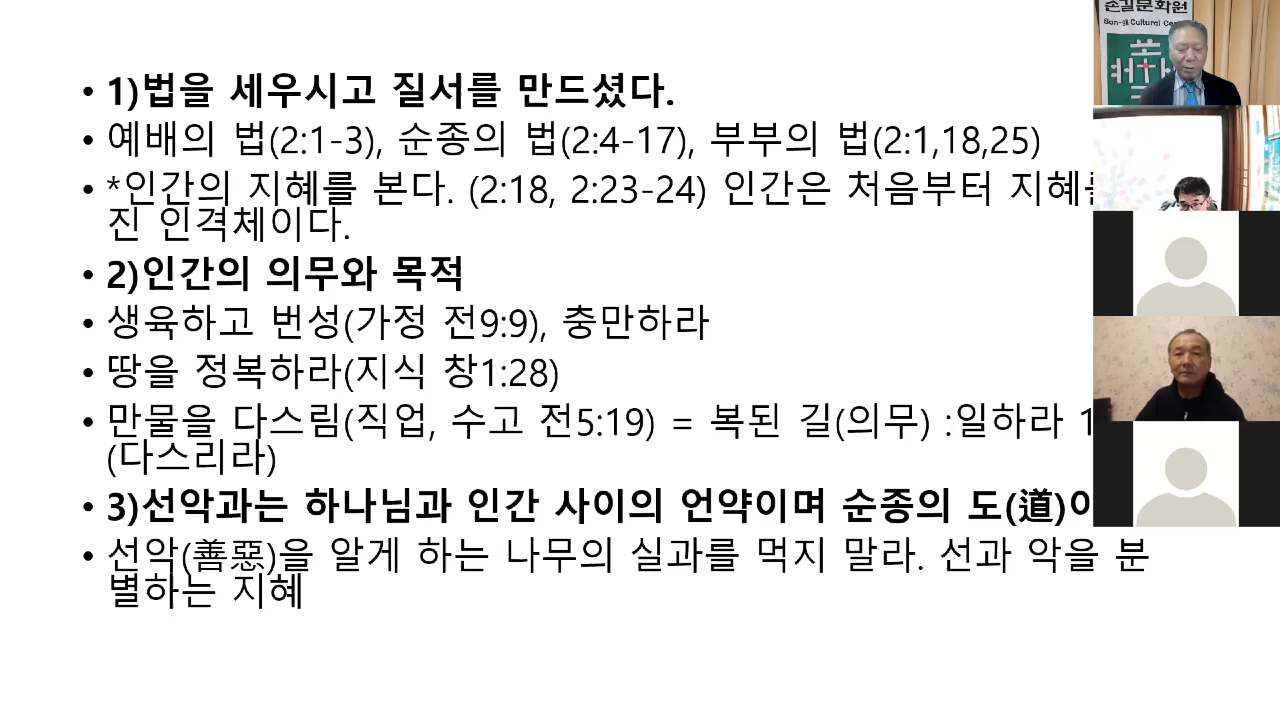 • 1)법을 세우시고 질서를 만드셨다.
• 예배의 법(2:1-3), 순종의 법(2:4-17), 부부의 법(2:1,18,25)
• *인간의 지혜를 본다. (2:18, 2:23-24) 인간은 처음부터
진 인격체이다.
• 2)인간의 의무와 목적
• 생육하고 번성(가정 전9:9), 충만하라
• 땅을 정복하라(지식 창1:28)
• 만물을 다스림(직업, 수고 전5:19) = 복된 길(의무) :일하라
(다스리라)
• 3)선악과는 하나님과 인간 사이의 언약이며 순종의
• 선악(善惡)을 알게 하는 나무의 실과를 먹지 말라. 선과 악을 분
별하는 지혜
손길문화원
Son-gil Cultural